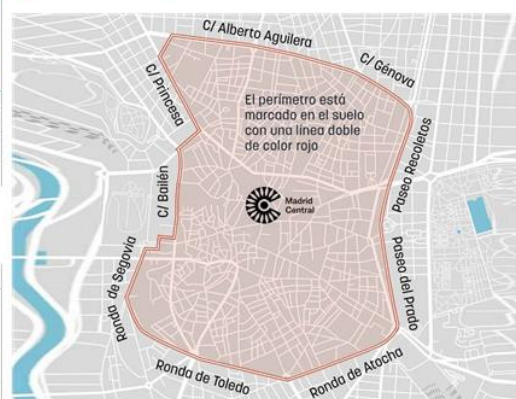 C/ Alberto Aguilera
C/ Génova
C/ Princesa
El perímetro está
marcado en el suelo
con una línea doble
de color rojo
Paseo Recoletos
C/ Bailén
Madrid
Central
Ronda de Segovia
Paseo del Prado
Ronda de Toledo
Ronda de Atocha